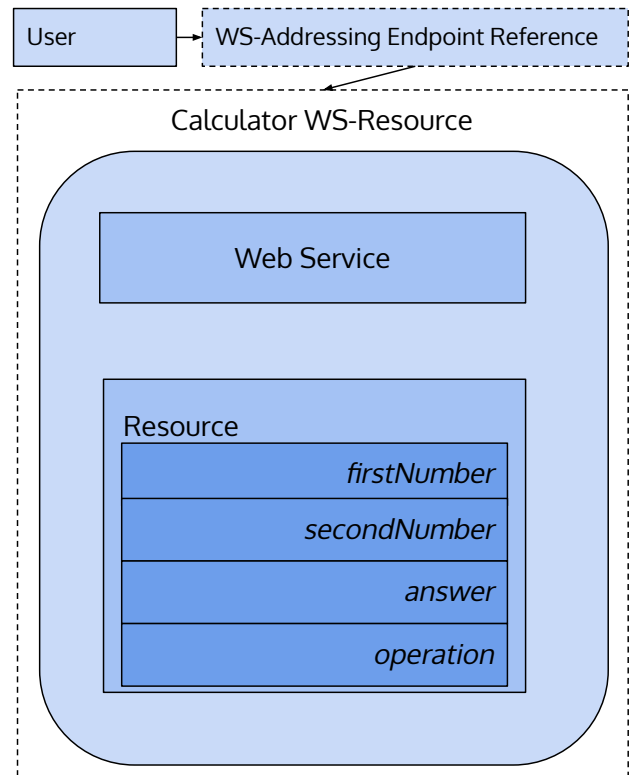 User
WS-Addressing Endpoint Reference
Calculator WS-Resource
Web Service
Resource
firstNumber
secondNumber
answer
operation